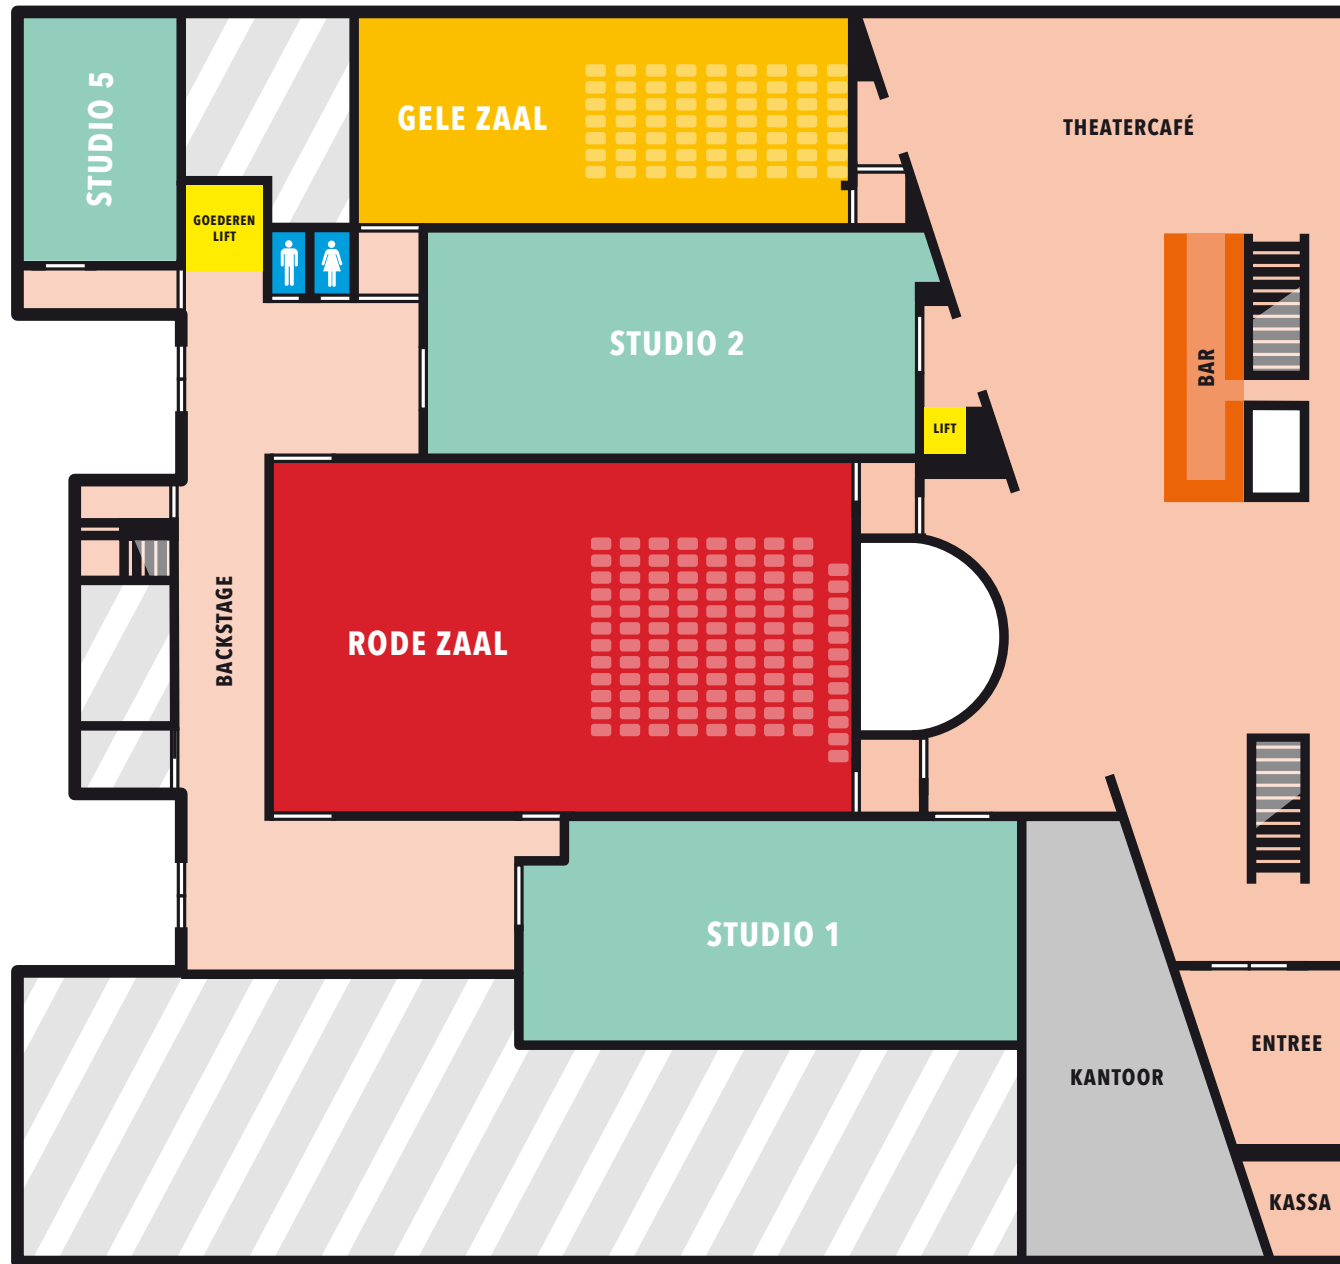 STUDIO 5
GELE ZAAL
THEATERCAFÉ
GOEDEREN
LIFT
STUDIO 2
BAR
LIFT
BACKSTAGE
RODE ZAAL
STUDIO 1
ENTREE
KANTOOR
KASSA